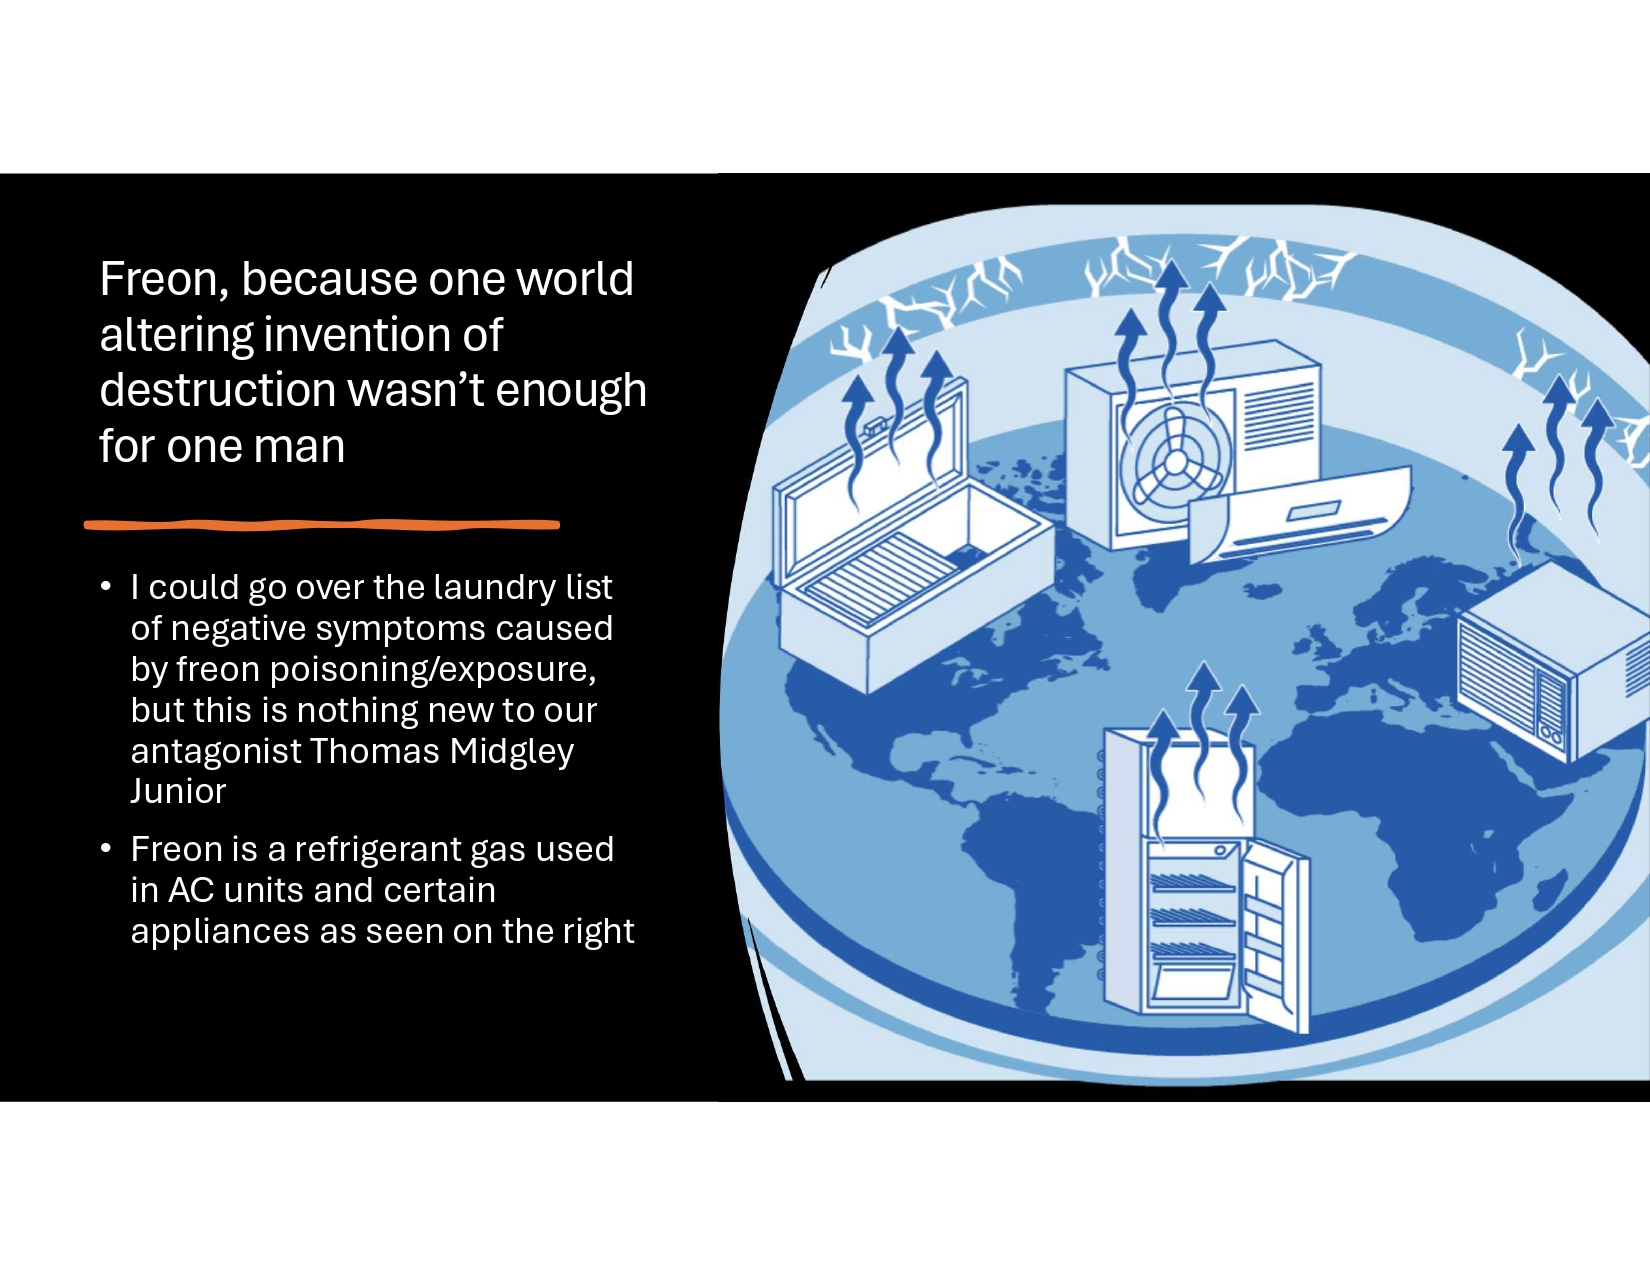 Freon, because one world
altering invention of
destruction wasn’t enough
for one man
• I could go over the laundry list
of negative symptoms caused
by freon poisoning/exposure,
but this is nothing new to our
antagonist Thomas Midgley
Junior
• Freon is a refrigerant gas used
in AC units and certain
appliances as seen on the right